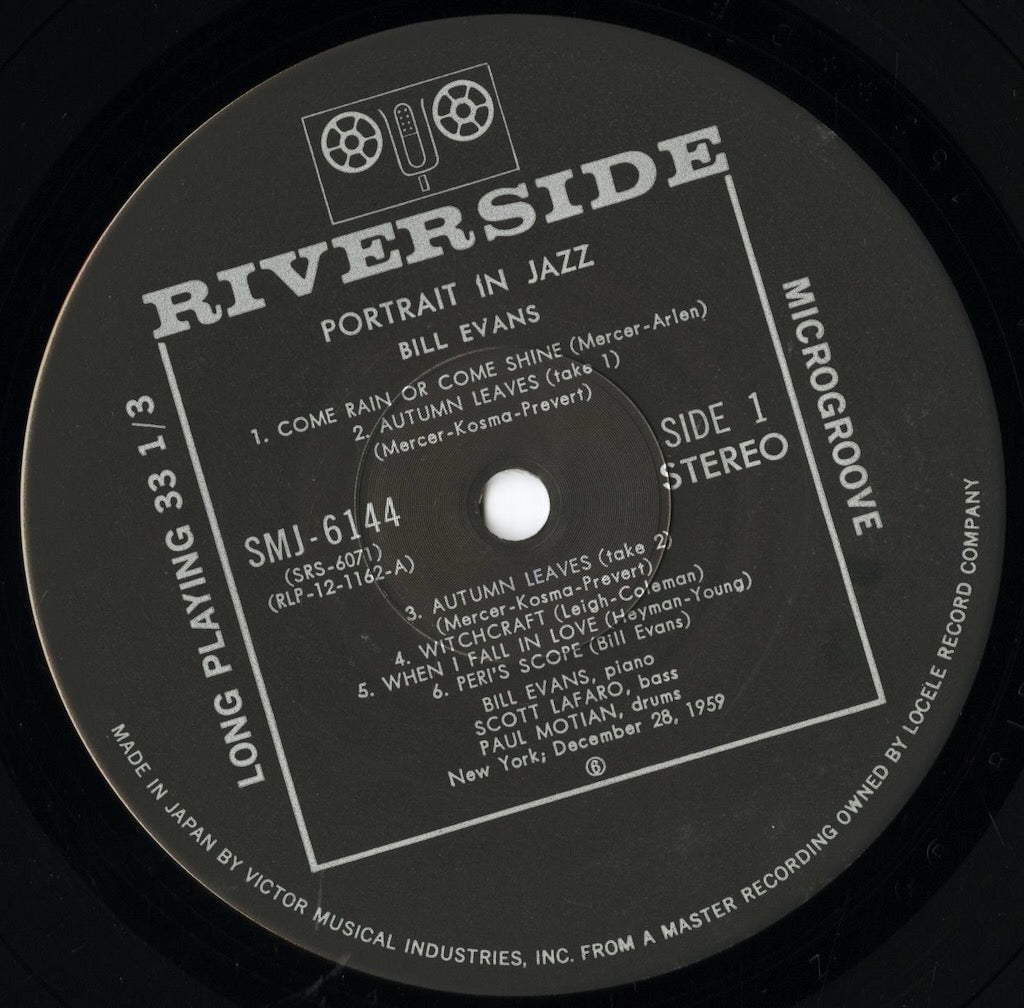 RIVERSIDE
PORTRAIT IN JAZZ
BILL EVANS
1. COME RAIN OR COME SHINE (Mercer-Arlen)
2. AUTUMN LEAVES (take 1)
(Mercer-Kosma-Prevert)
SIDE 1
STEREO
SMJ-6144
(SRS-6071)
(RLP-12-1162-A)
3. AUTUMN LEAVES (take 2)
(Mercer-Kosma-Prevert)
4. WITCHCRAFT (Leigh-Coleman)
5. WHEN I FALL IN LOVE (Heyman-Young)
6. PERI'S SCOPE (Bill Evans)
BILL EVANS, piano
SCOTT LAFARO, bass
PAUL MOTIAN, drums
New York; December 28, 1959
⑥
LONG PLAYING 33 1/3
MICROGROOVE
MADE IN JAPAN BY VICTOR MUSICAL INDUSTRIES, INC. FROM A MASTER RECORDING OWNED BY LOCELE RECORD COMPANY